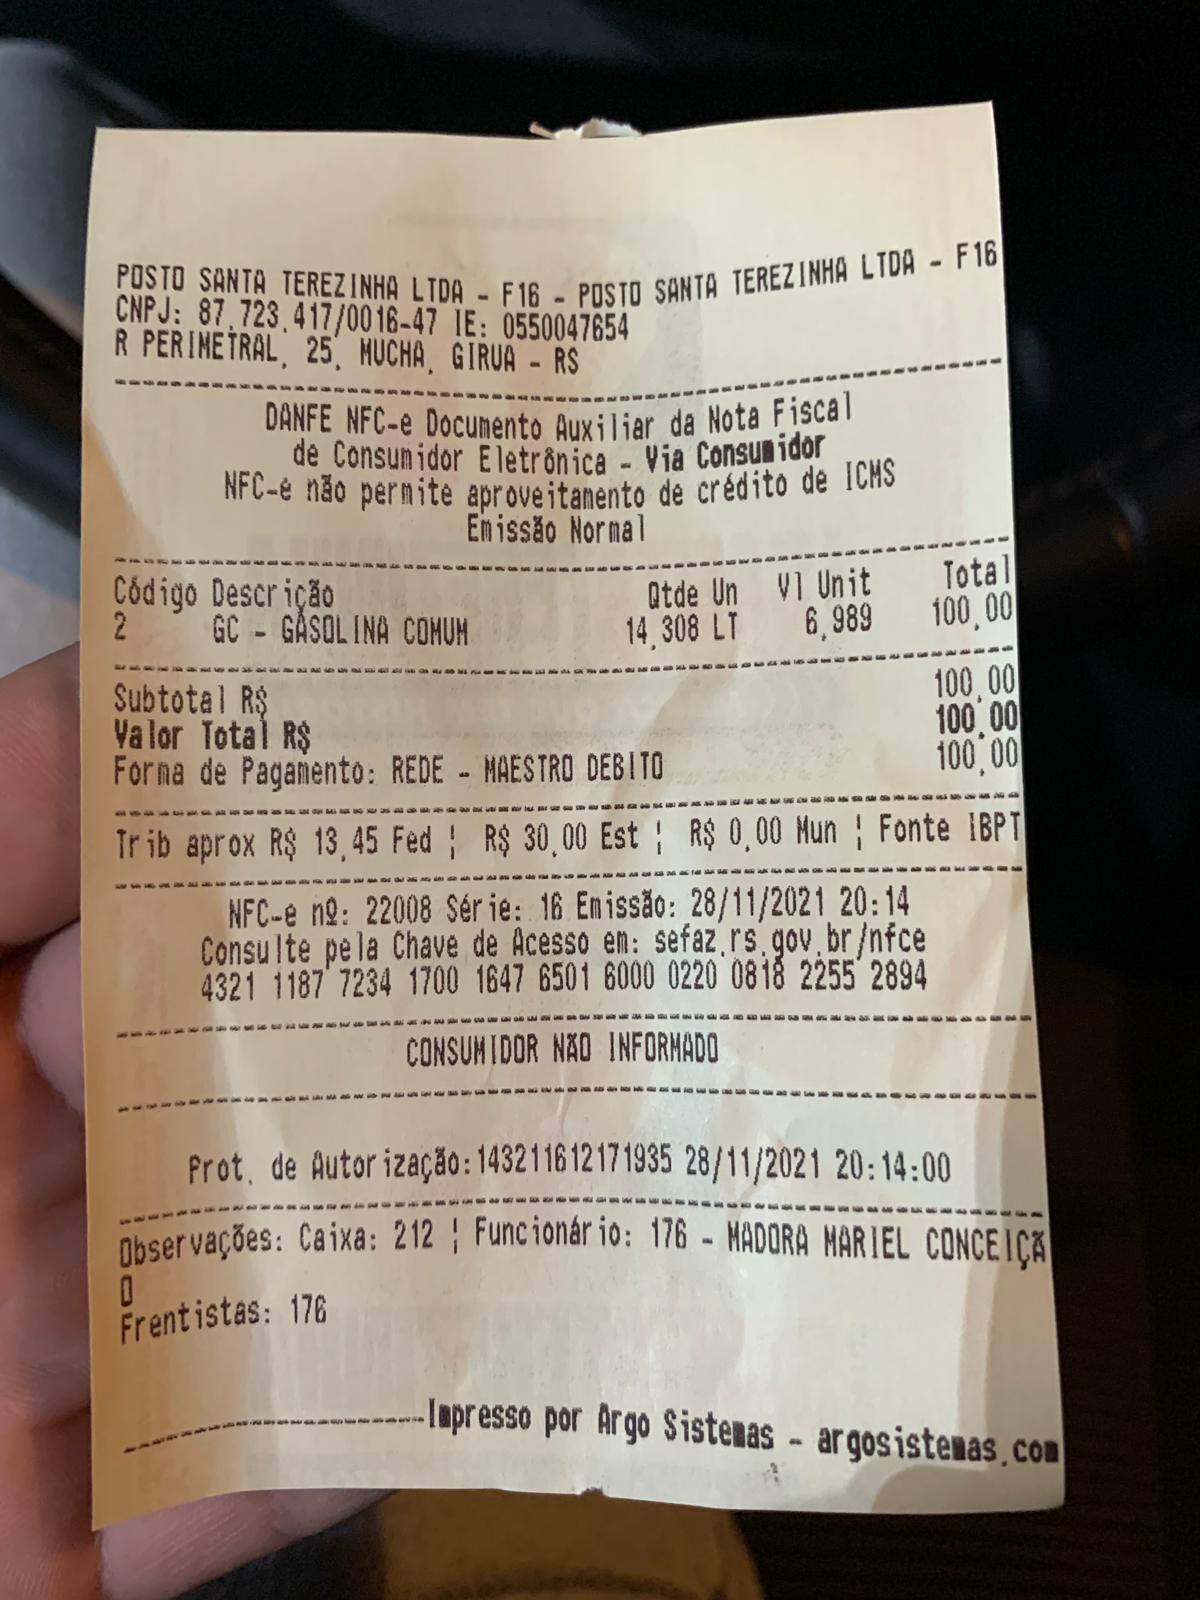 POSTO SANTA TEREZINHA LTDA - F16 - POSTO SANTA TEREZINHA LTDA - F16
CNPJ: 87.723.417/0016-47 IE: 0550047654
R PERIMETRAL, 25, MUCHA, GIRUA - RS
DANFE NFC-e Documento Auxiliar da Nota Fiscal
de Consumidor Eletrônica - Via Consumidor
NFC-e não permite aproveitamento de crédito de ICMS
Emissão Normal
Código Descrição Qtde Un Vl Unit Total
2 GC - GASOLINA COMUM 14,308 LT 6,989 100,00
Subtotal R$ 100,00
Valor Total R$ 100,00
Forma de Pagamento: REDE - MAESTRO DEBITO 100,00
Trib aprox R$ 13,45 Fed ¦ R$ 30,00 Est ¦ R$ 0,00 Mun ¦ Fonte IBPT
NFC-e nº: 22008 Série: 16 Emissão: 28/11/2021 20:14
Consulte pela Chave de Acesso em: sefaz.rs.gov.br/nfce
4321 1187 7234 1700 1647 6501 6000 0220 0818 2255 2894
CONSUMIDOR NÃO INFORMADO
Prot. de Autorização:143211612171935 28/11/2021 20:14:00
Observações: Caixa: 212 ¦ Funcionário: 176 - MADORA MARIEL CONCEIÇÃ
O
Frentistas: 176
Impresso por Argo Sistemas - argosistemas.com